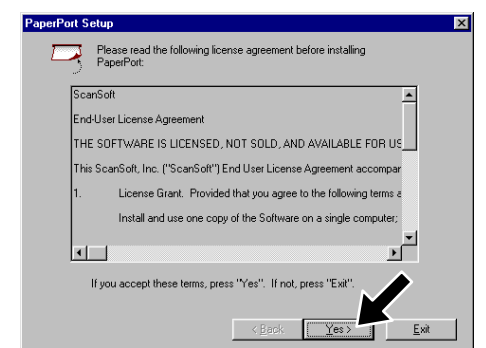 PaperPort Setup
Please read the following license agreement before installing
PaperPort:
ScanSoft
End-User License Agreement
THE SOFTWARE IS LICENSED, NOT SOLD, AND AVAILABLE FOR US
This ScanSoft, Inc. ("ScanSoft") End User License Agreement accompar
1. License Grant. Provided that you agree to the following terms a
Install and use one copy of the Software on a single computer;
If you accept these terms, press "Yes". If not, press "Exit".
< Back Yes > Exit